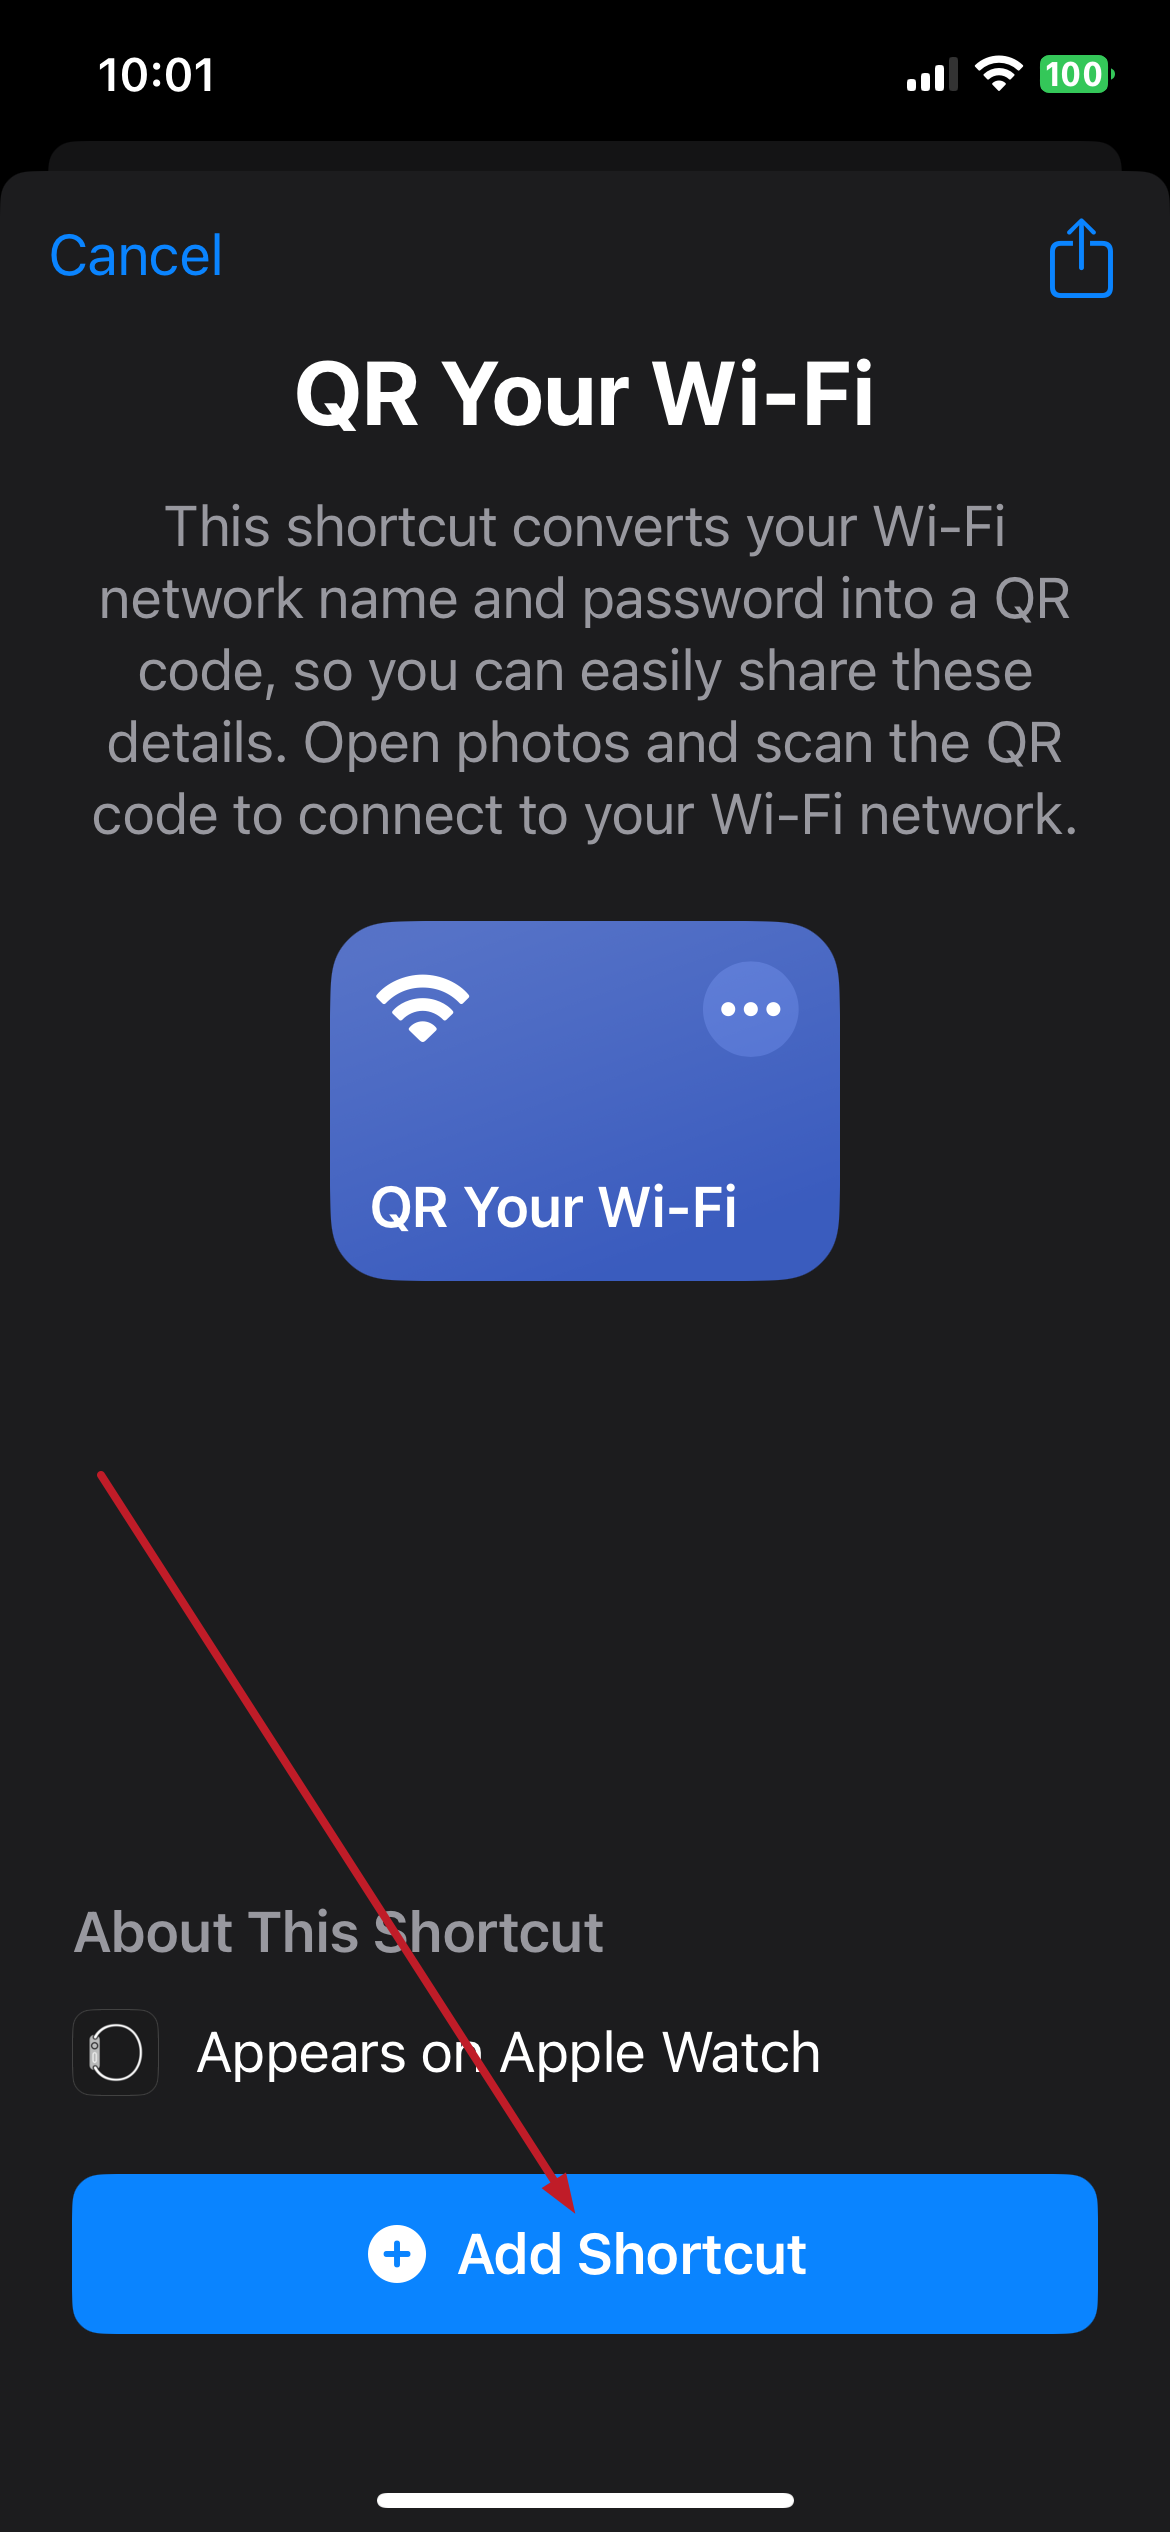 10:01
100
Cancel
QR Your Wi-Fi
This shortcut converts your Wi-Fi
network name and password into a QR
code, so you can easily share these
details. Open photos and scan the QR
code to connect to your Wi-Fi network.
QR Your Wi-Fi
About This Shortcut
Appears on Apple Watch
Add Shortcut